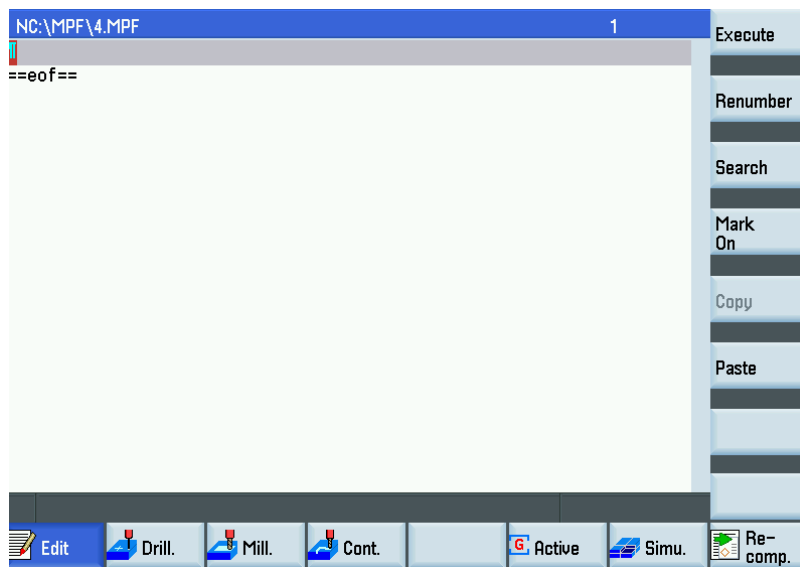 NC:\MPF\4.MPF 1
¶
==eof==
Execute
Renumber
Search
Mark
On
Copy
Paste
Edit
Drill.
Mill.
Cont.
G Active
Simu.
Re-
comp.